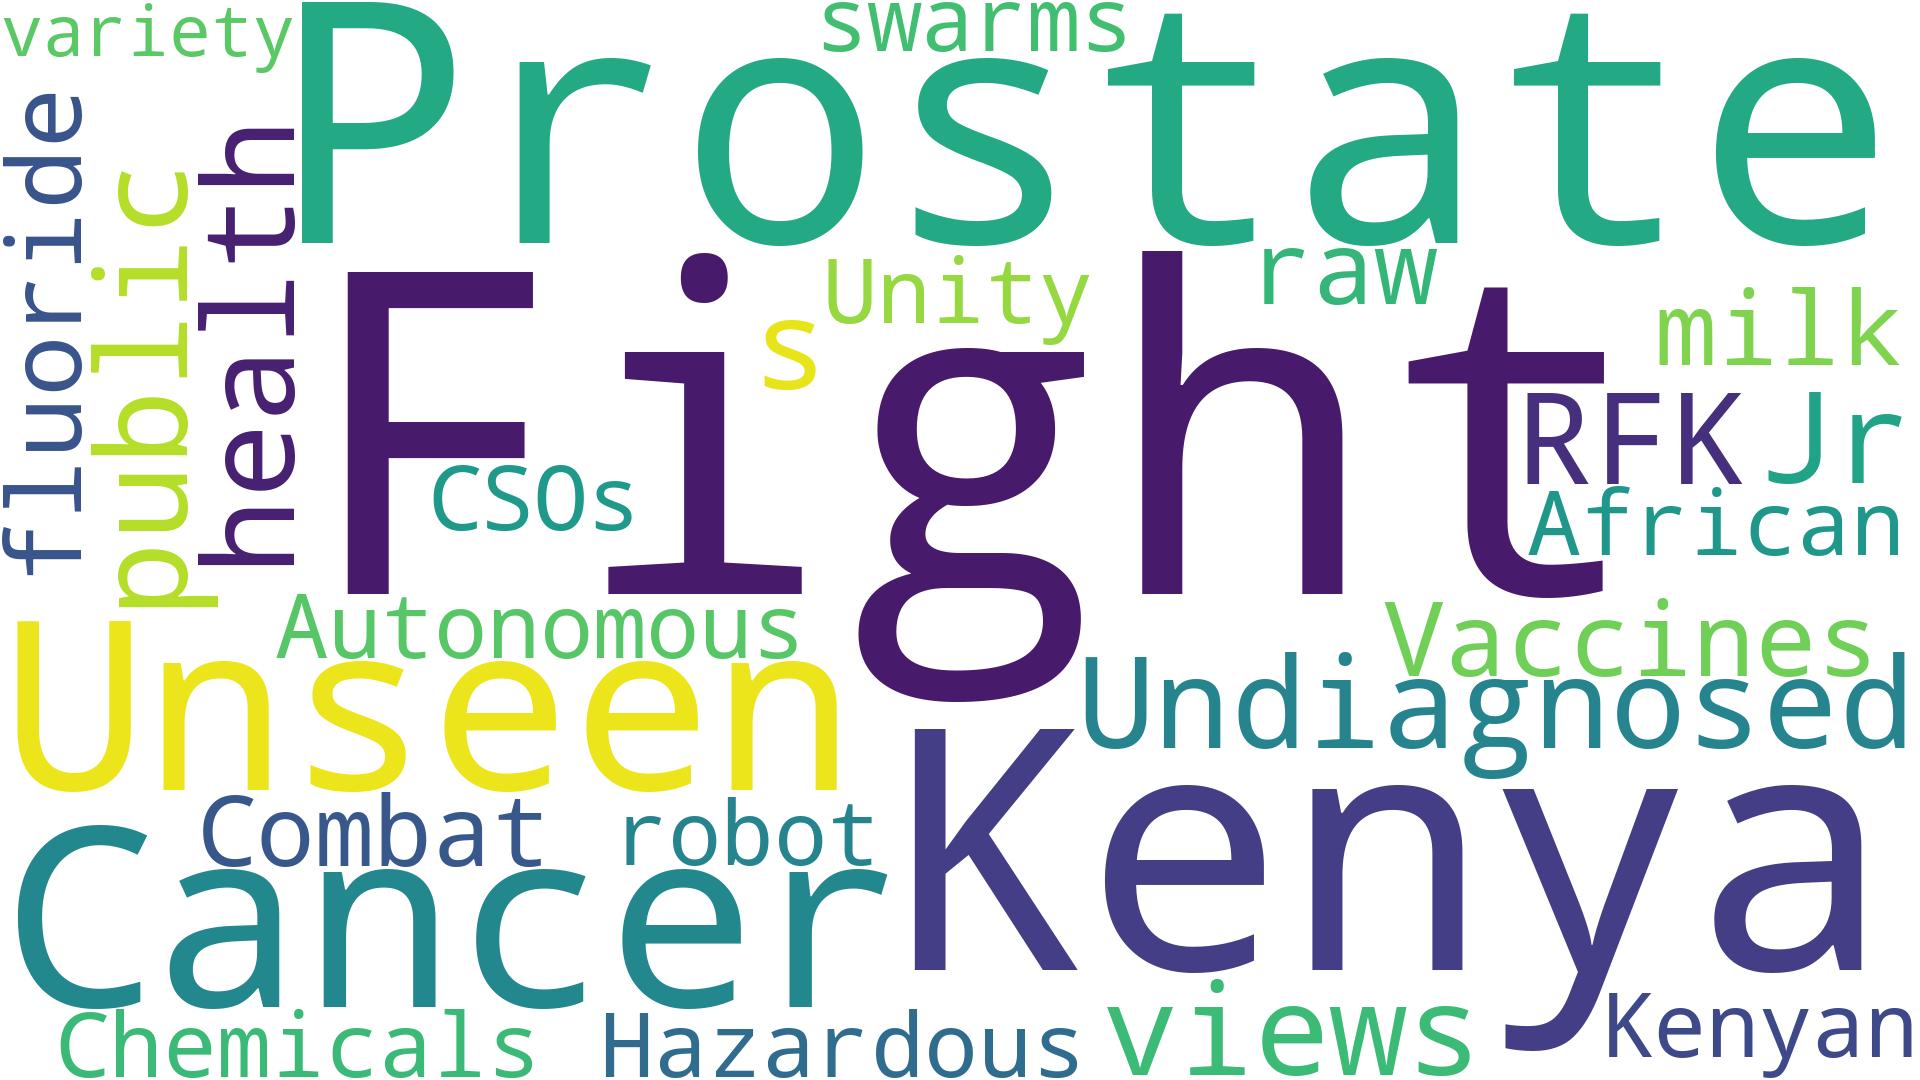 variety
swarms
Prostate
fluoride
public
health
Fight
Unity
raw
s
milk
RFK
Jr
CSOs
African
Autonomous
Vaccines
Unseen
Undiagnosed
Kenya
Combat
robot
Cancer
views
Kenyan
Chemicals
Hazardous